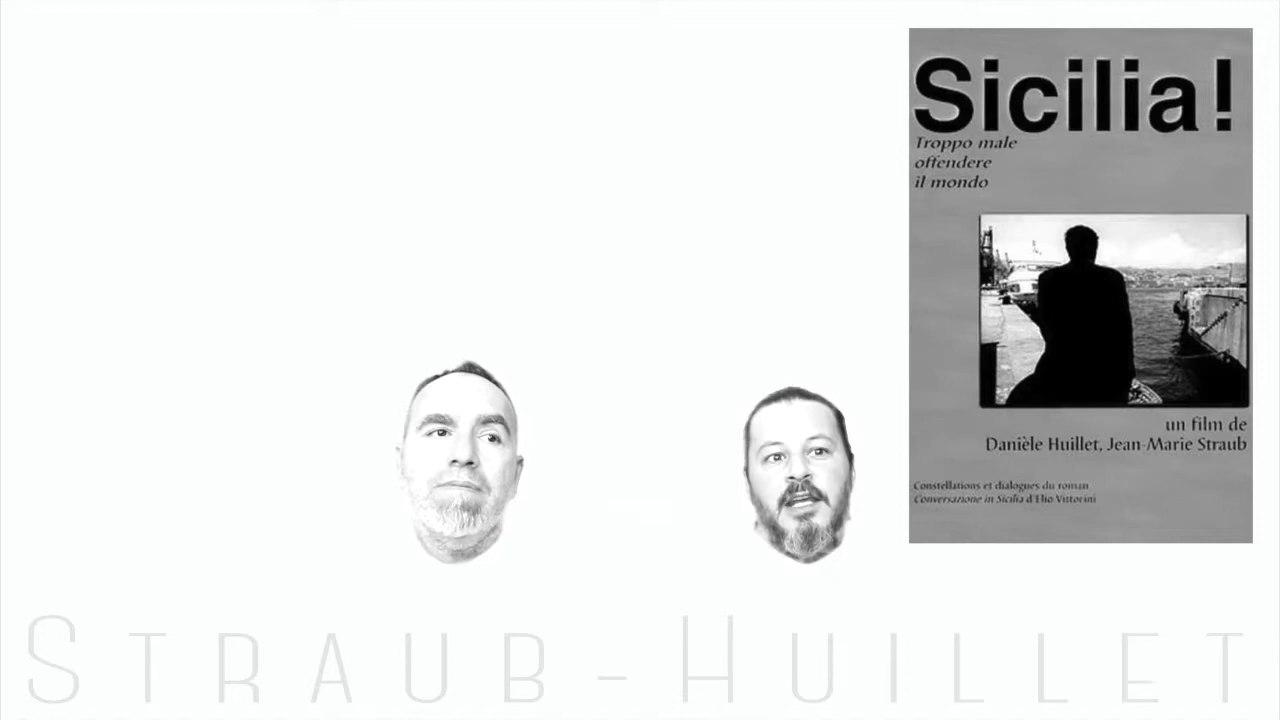 Sicilia!
Troppo male
offendere
il mondo
un film de
Danièle Huillet, Jean-Marie Straub
Constellations et dialogues du roman
Conversazione in Sicilia d'Elio Vittorini
STRAUB-HUILLET